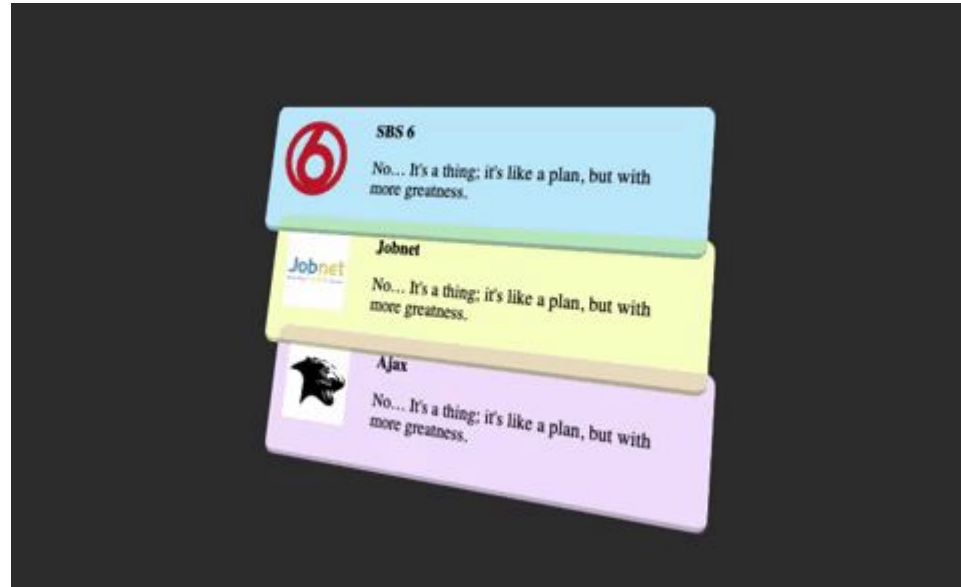 SBS 6
No... It's a thing; it's like a plan, but with
more greatness.
Jobnet
Jobnet
No... It's a thing; it's like a plan, but with
more greatness.
Ajax
No... It's a thing; it's like a plan, but with
more greatness.